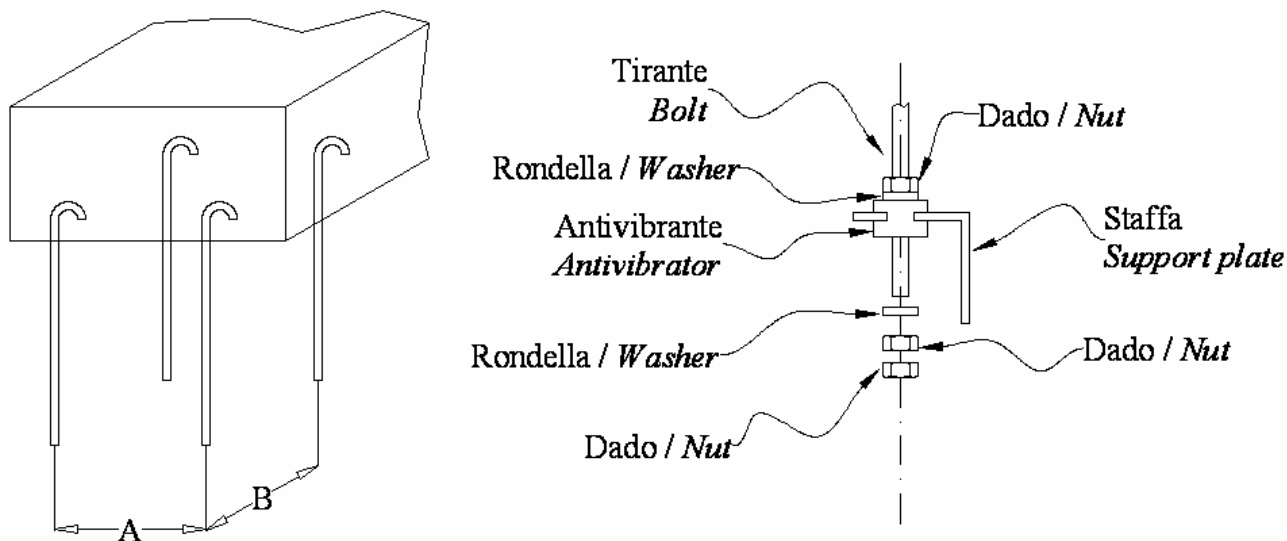 Tirante
Bolt
Dado / Nut
Rondella / Washer
Antivibrante
Antivibrator
Staffa
Support plate
Rondella / Washer
Dado / Nut
Dado / Nut
B
A